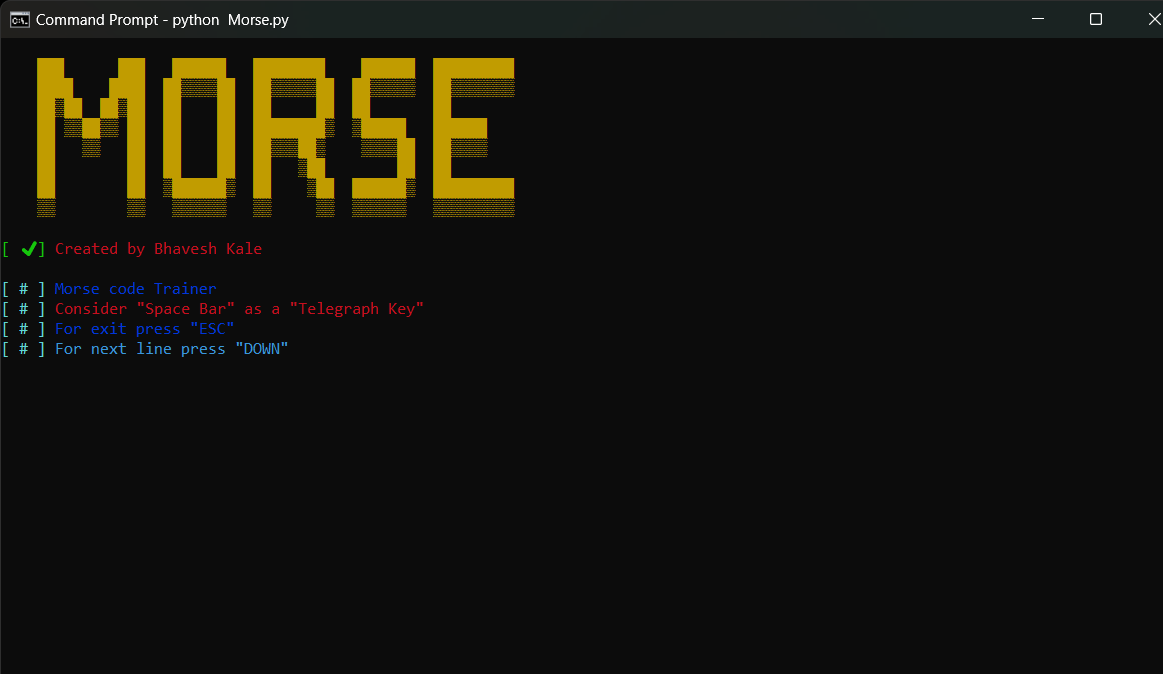 Command Prompt - python  Morse.py
MORSE
[ ✔] Created by Bhavesh Kale
[ # ] Morse code Trainer
[ # ] Consider "Space Bar" as a "Telegraph Key"
[ # ] For exit press "ESC"
[ # ] For next line press "DOWN"